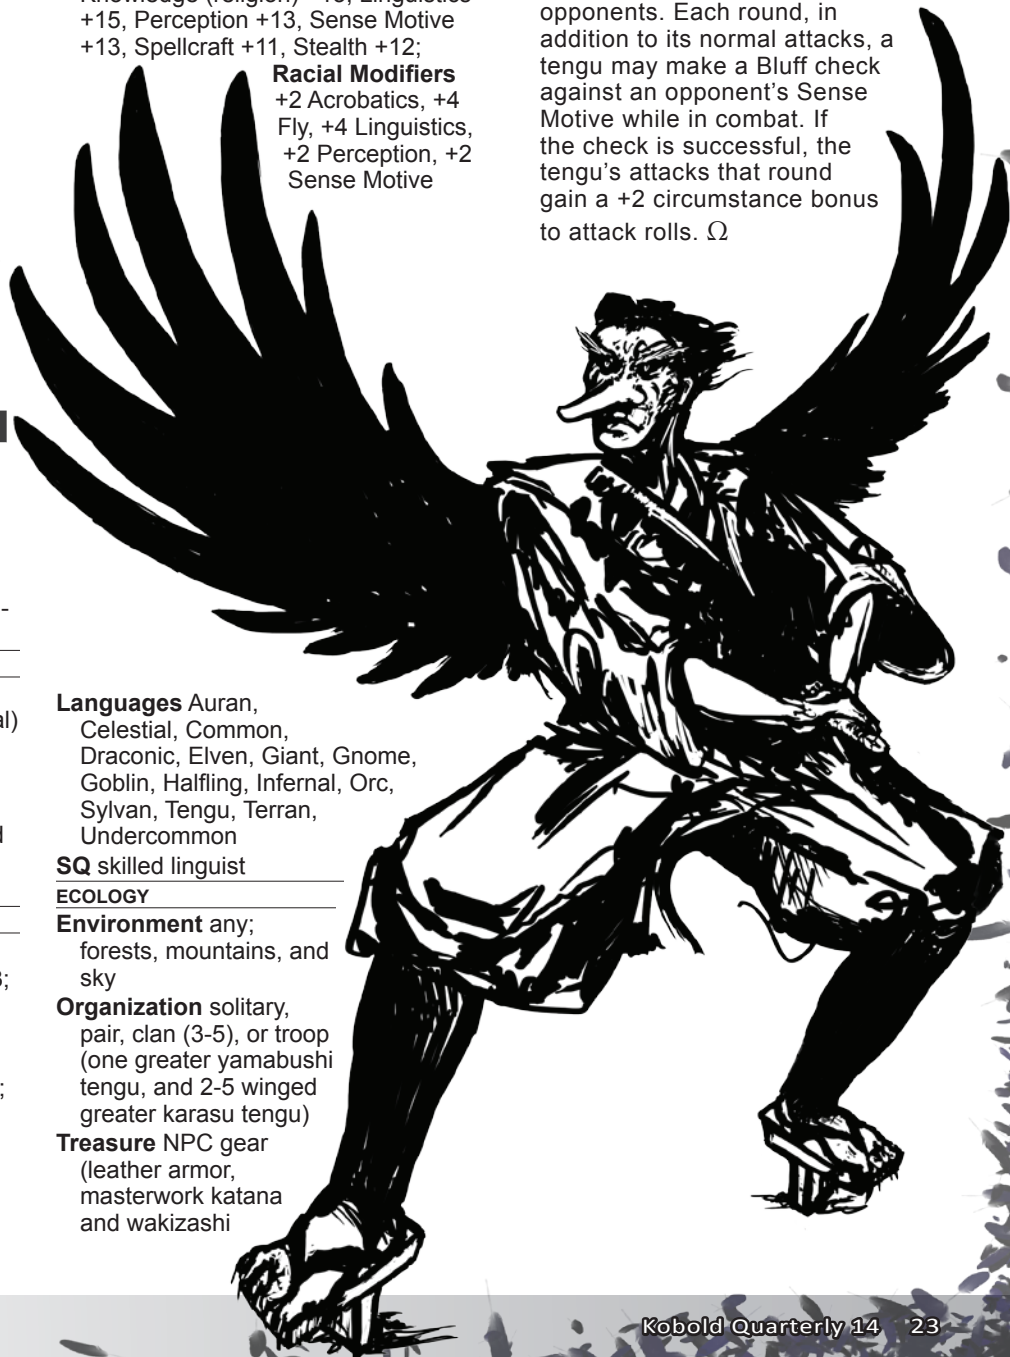 Knowledge (religion) Linguistics
+15, Perception +13, Sense Motive
+13, Spellcraft +11, Stealth +12;
Racial Modifiers
+2 Acrobatics, +4
Fly, +4 Linguistics,
+2 Perception, +2
Sense Motive
opponents. Each round, in
addition to its normal attacks, a
tengu may make a Bluff check
against an opponent's Sense
Motive while in combat. If
the check is successful, the
tengu's attacks that round
gain a +2 circumstance bonus
to attack rolls. Ω
-
al)
;
Languages Auran,
Celestial, Common,
Draconic, Elven, Giant, Gnome,
Goblin, Halfling, Infernal, Orc,
Sylvan, Tengu, Terran,
Undercommon
SQ skilled linguist
ECOLOGY
Environment any;
forests, mountains, and
sky
Organization solitary,
pair, clan (3-5), or troop
(one greater yamabushi
tengu, and 2-5 winged
greater karasu tengu)
Treasure NPC gear
(leather armor,
masterwork katana
and wakizashi
Kobold Quarterly 14 23